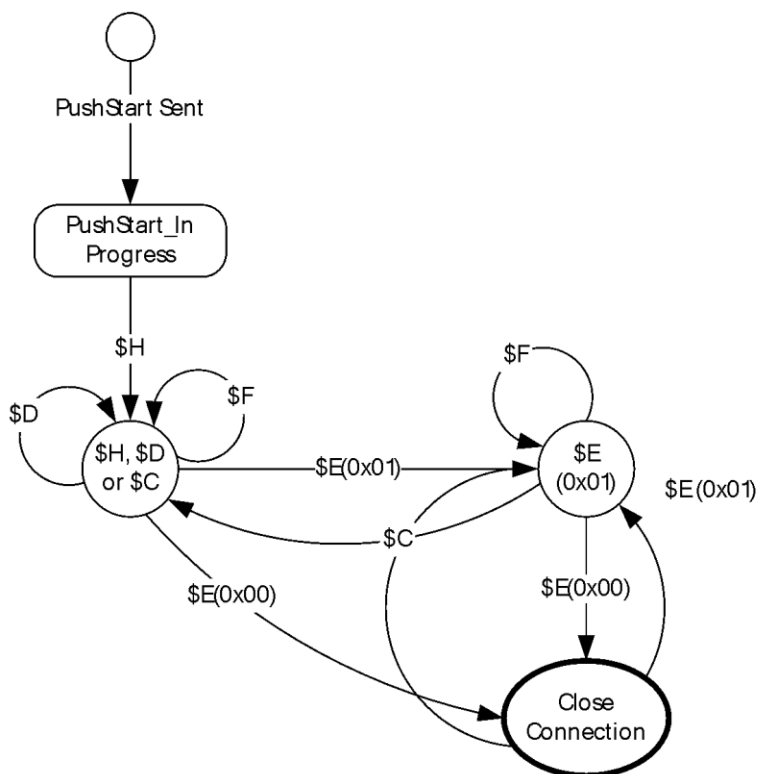 PushStart Sent
PushStart_In
Progress
$H
$D
$F
$H, $D
or $C
$E(0x01)
$F
$E
(0x01)
$E(0x01)
$C
$E(0x00)
$E(0x00)
Close
Connection